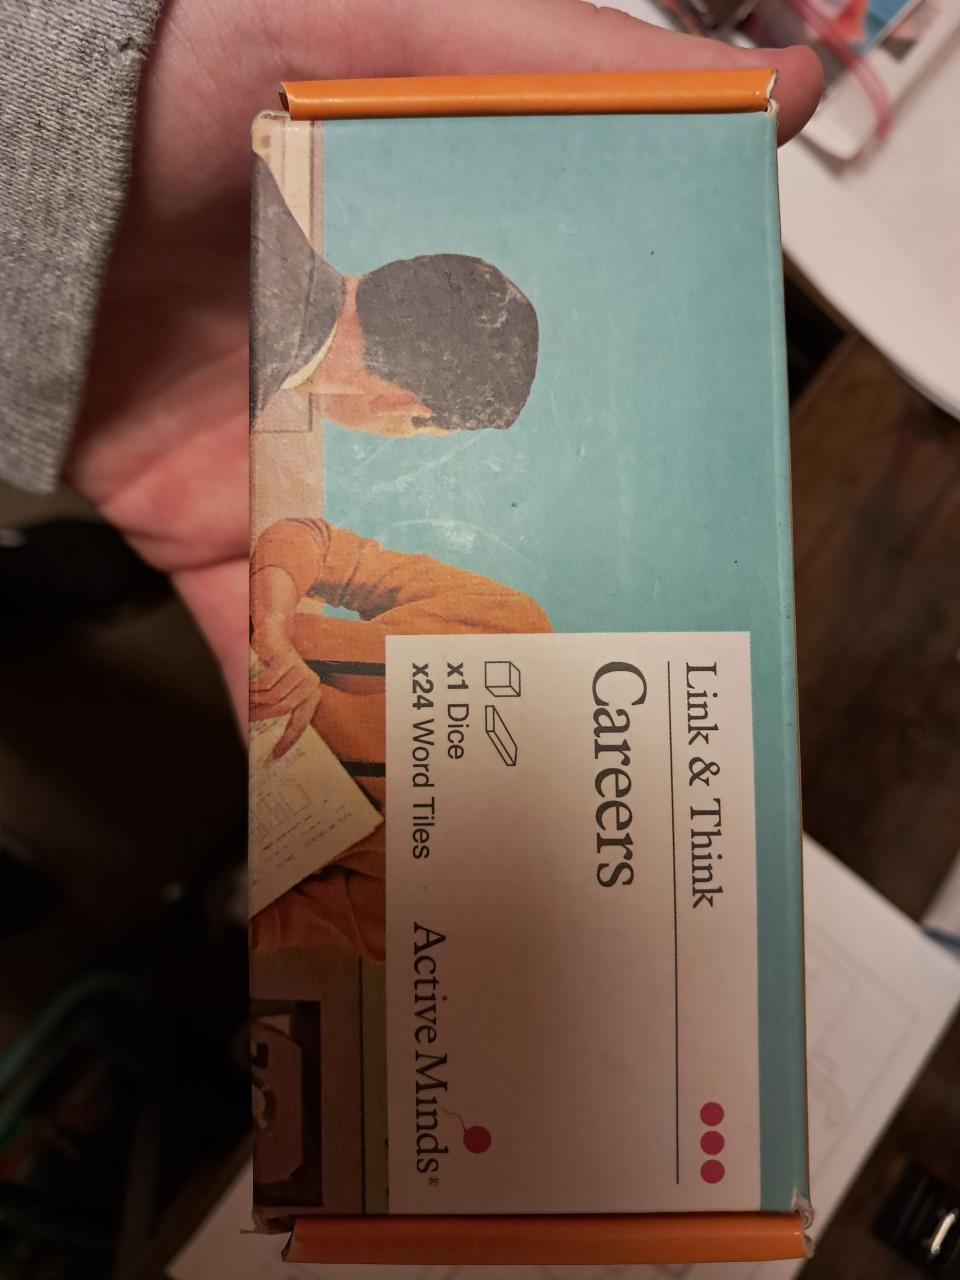 Link & Think
Careers
x1 Dice
x24 Word Tiles
Active Minds®